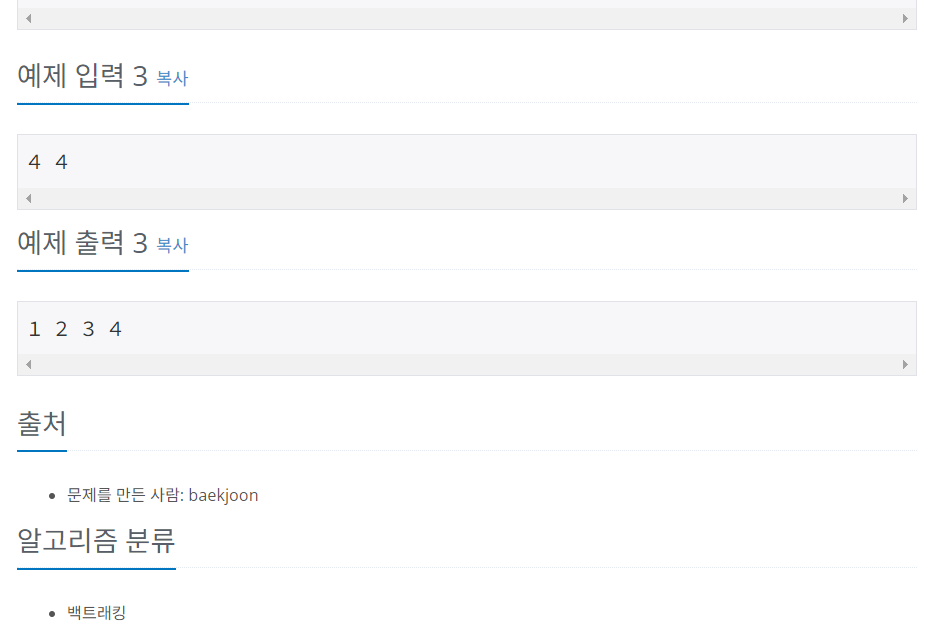 예제 입력 3 복사
4 4
예제 출력 3 복사
1 2 3 4
출처
문제를 만든 사람: baekjoon
알고리즘 분류
백트래킹